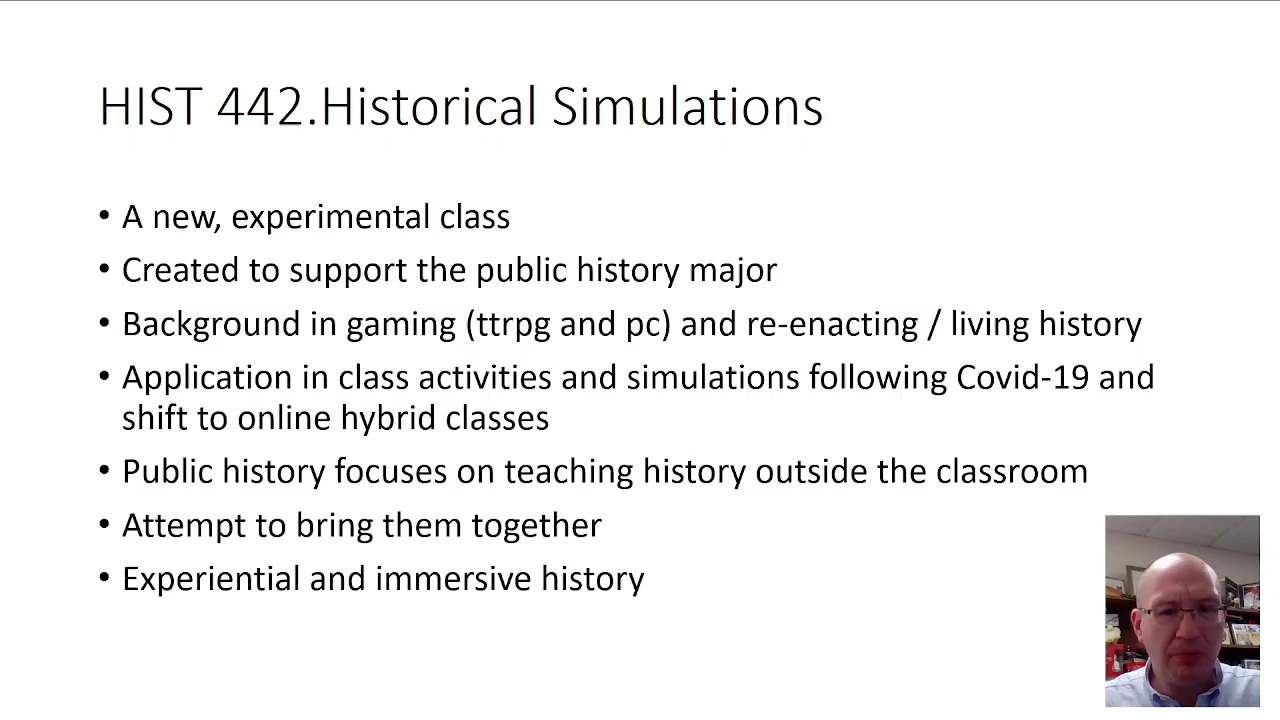 HIST 442.Historical Simulations
• A new, experimental class
• Created to support the public history major
• Background in gaming (ttrpg and pc) and re-enacting / living history
• Application in class activities and simulations following Covid-19 and
shift to online hybrid classes
• Public history focuses on teaching history outside the classroom
• Attempt to bring them together
• Experiential and immersive history